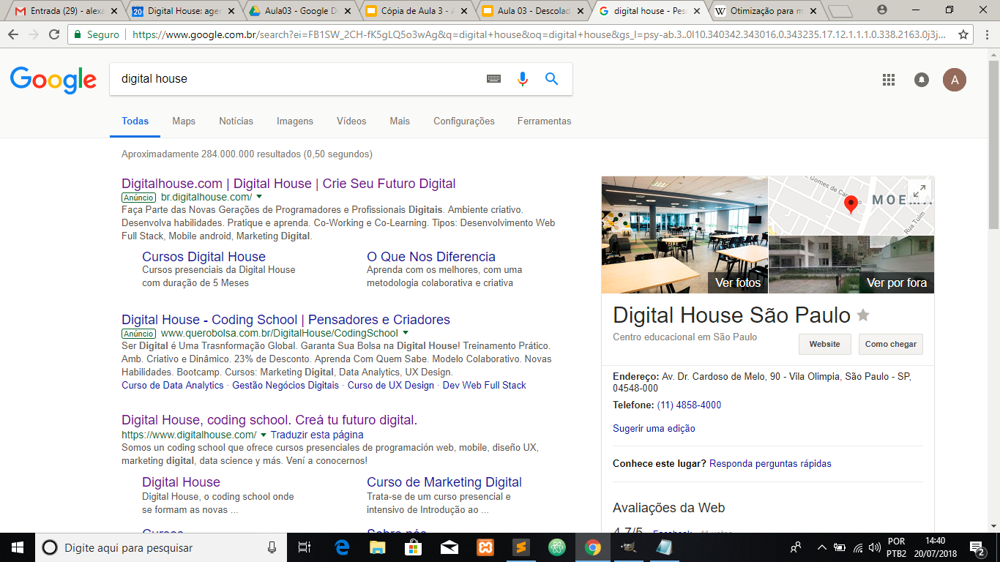 Entrada (29) - alexa
20 Digital House: agen
Aula03 - Google D
Cópia de Aula 3 - A
Aula 03 - Descolad
digital house - Pes
W Otimização para m
Seguro https://www.google.com.br/search?ei=FB1SW_2CH-fK5gLQ5o3wAg&q=digital+house&oq=digital+house&gs_l=psy-ab.3..0l10.340342.343016.0.343235.17.12.1.1.1.0.338.2163.0j3j...
Google
digital house
A
Todas Maps Notícias Imagens Vídeos Mais Configurações Ferramentas
Aproximadamente 284.000.000 resultados (0,50 segundos)
Digitalhouse.com | Digital House | Crie Seu Futuro Digital
Anúncio br.digitalhouse.com/
Faça Parte das Novas Gerações de Programadores e Profissionais Digitais. Ambiente criativo.
Desenvolva habilidades. Pratique e aprenda. Co-Working e Co-Learning. Tipos: Desenvolvimento Web
Full Stack, Mobile android, Marketing Digital.
Cursos Digital House
Cursos presenciais da Digital House
com duração de 5 Meses
O Que Nos Diferencia
Aprenda com os melhores, com uma
metodologia colaborativa e criativa
Digital House - Coding School | Pensadores e Criadores
Anúncio www.querobolsa.com.br/DigitalHouse/CodingSchool
Ser Digital é Uma Trasnformação Global. Garanta Sua Bolsa na Digital House! Treinamento Prático.
Amb. Criativo e Dinâmico. 23% de Desconto. Aprenda Com Quem Sabe. Modelo Colaborativo. Novas
Habilidades. Bootcamp. Cursos: Marketing Digital, Data Analytics, UX Design.
Curso de Data Analytics · Gestão Negócios Digitais · Curso de UX Design · Dev Web Full Stack
Digital House, coding school. Creá tu futuro digital.
https://www.digitalhouse.com/ Traduzir esta página
Somos un coding school que ofrece cursos presenciales de programación web, mobile, diseño UX,
marketing digital, data science y más. Vení a conocernos!
Digital House
Digital House, o coding school onde
se formam as novas ...
Curso de Marketing Digital
Trata-se de um curso presencial e
intensivo de Introdução ao ...
Cursos
Sobre nós
Gomes de Car
MOEMA
Rua Tuim
Ver fotos
Ver por fora
Digital House São Paulo
Centro educacional em São Paulo
Website
Como chegar
Endereço: Av. Dr. Cardoso de Melo, 90 - Vila Olimpia, São Paulo - SP,
04548-000
Telefone: (11) 4858-4000
Sugerir uma edição
Conhece este lugar? Responda perguntas rápidas
Avaliações da Web
4,7/5 Facebook · 41 votos
Digite aqui para pesquisar
POR
PTB2
14:40
20/07/2018
2